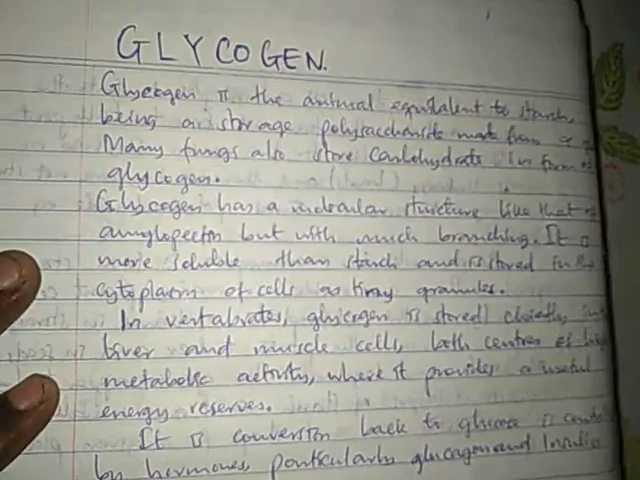 GLYCOGEN.
Glycogen is the animal equivalent to starch,
being a storage polysaccharide made from α
Many fungs also store carbohydrate in form of
glycogen.
Glycogen has a molecular structure like that of
amylopectin but with much branching. It is
more soluble than starch and is stored in the
cytoplasm of cells as tiny granules.
In vertabrates, glycogen is stored chiefly in
liver and muscle cells, both centres of high
metabolic activity, where it provides a useful
energy reserves.
It is conversion back to glucose is
by hormones, particularly glucagon and Insulin